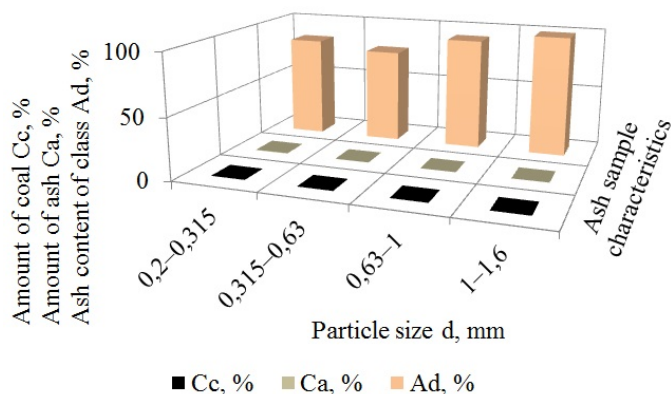 Amount of coal Cc, %
Amount of ash Ca, %
Ash content of class Ad, %
100
50
0
0,2–0,315
0,315–0,63
0,63–1
1–1,6
Particle size d, mm
Ash sample
characteristics
Cc, %
Ca, %
Ad, %